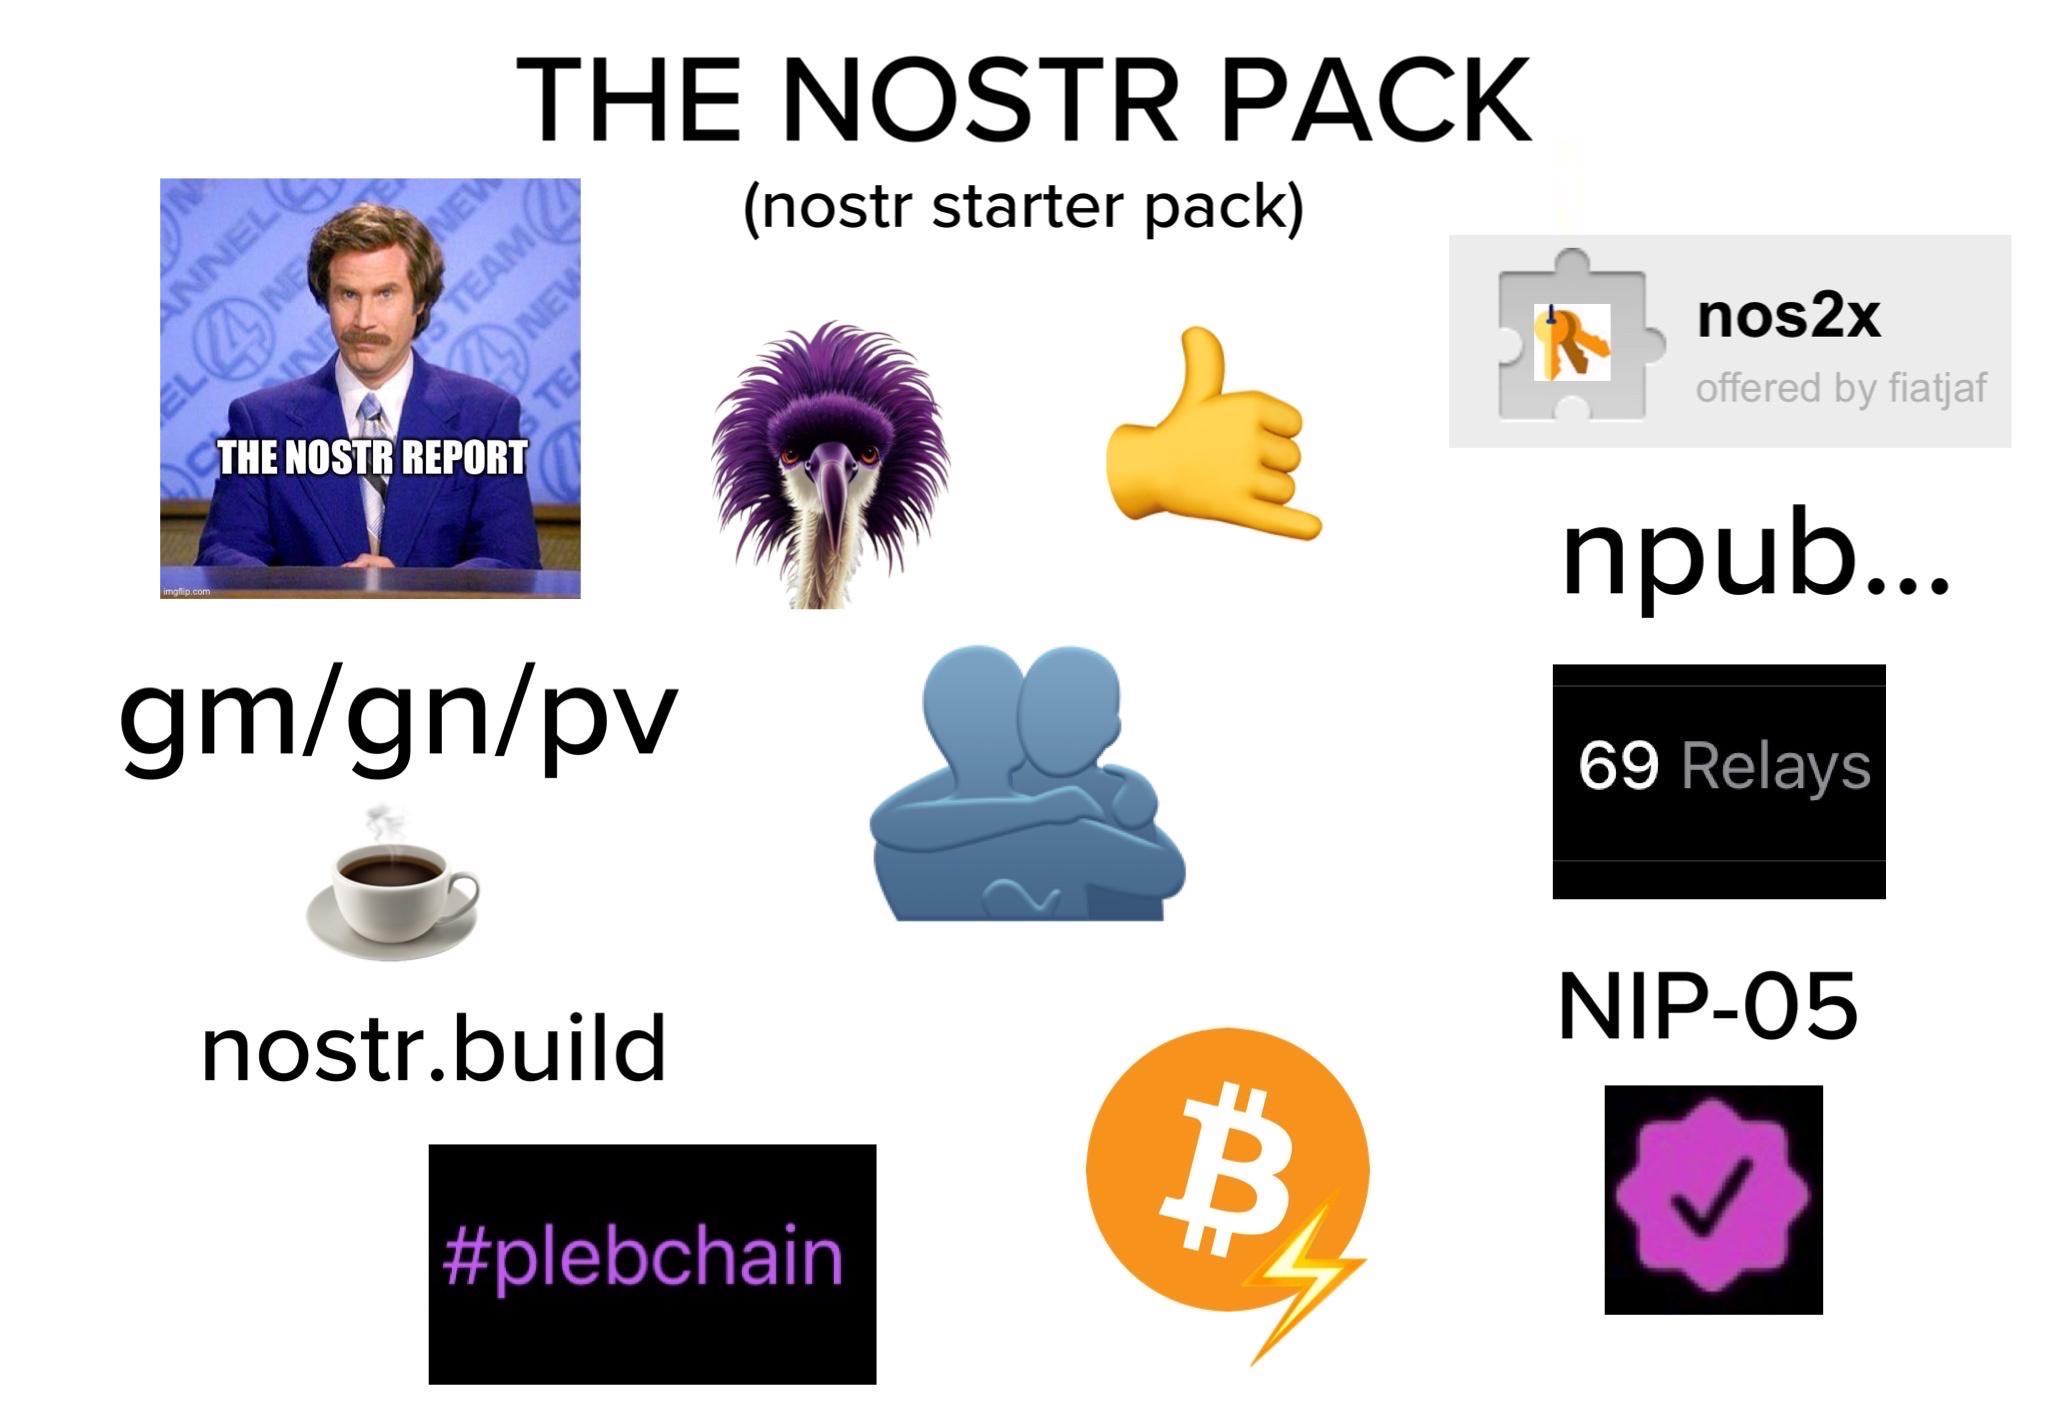 THE NOSTR PACK
(nostr starter pack)
THE NOSTR REPORT
imgflip.com
nos2x
offered by fiatjaf
npub...
gm/gn/pv
69 Relays
nostr.build
NIP-05
#plebchain